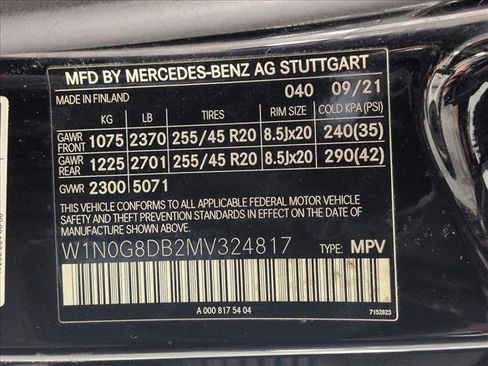 MFD BY MERCEDES-BENZ AG STUTTGART
MADE IN FINLAND 040 09/21
KG LB TIRES RIM SIZE COLD KPA (PSI)
GAWR FRONT 1075 2370 255/45 R20 8.5Jx20 240(35)
GAWR REAR 1225 2701 255/45 R20 8.5Jx20 290(42)
GVWR 2300 5071
THIS VEHICLE CONFORMS TO ALL APPLICABLE FEDERAL MOTOR VEHICLE
SAFETY AND THEFT PREVENTION STANDARDS IN EFFECT ON THE
DATE OF MANUFACTURE SHOWN ABOVE.
W1N0G8DB2MV324817 TYPE: MPV
A 000 817 54 04
7152823